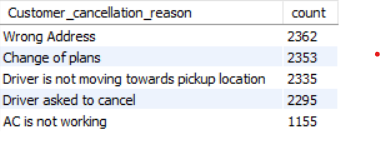 Customer_cancellation_reason count
Wrong Address 2362
Change of plans 2353
Driver is not moving towards pickup location 2335
Driver asked to cancel 2295
AC is not working 1155